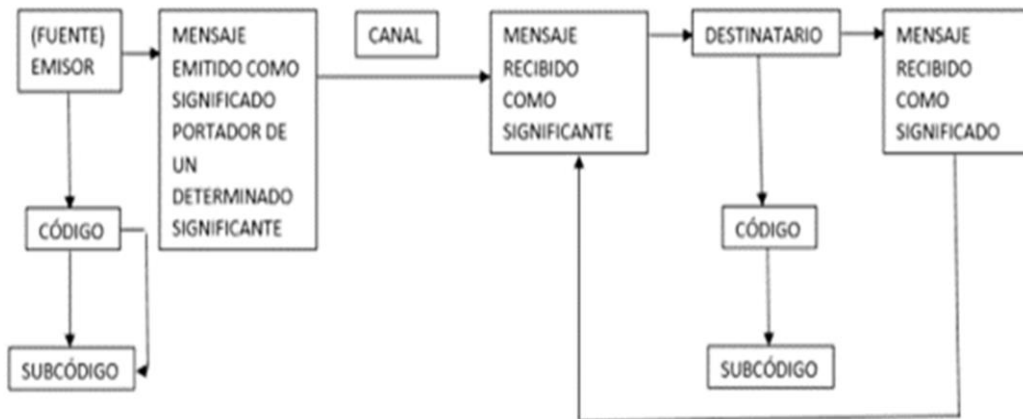 (FUENTE)
EMISOR
MENSAJE
EMITIDO COMO
SIGNIFICADO
PORTADOR DE
UN
DETERMINADO
SIGNIFICANTE
CANAL
MENSAJE
RECIBIDO
COMO
SIGNIFICANTE
DESTINATARIO
MENSAJE
RECIBIDO
COMO
SIGNIFICADO
CÓDIGO
CÓDIGO
SUBCÓDIGO
SUBCÓDIGO